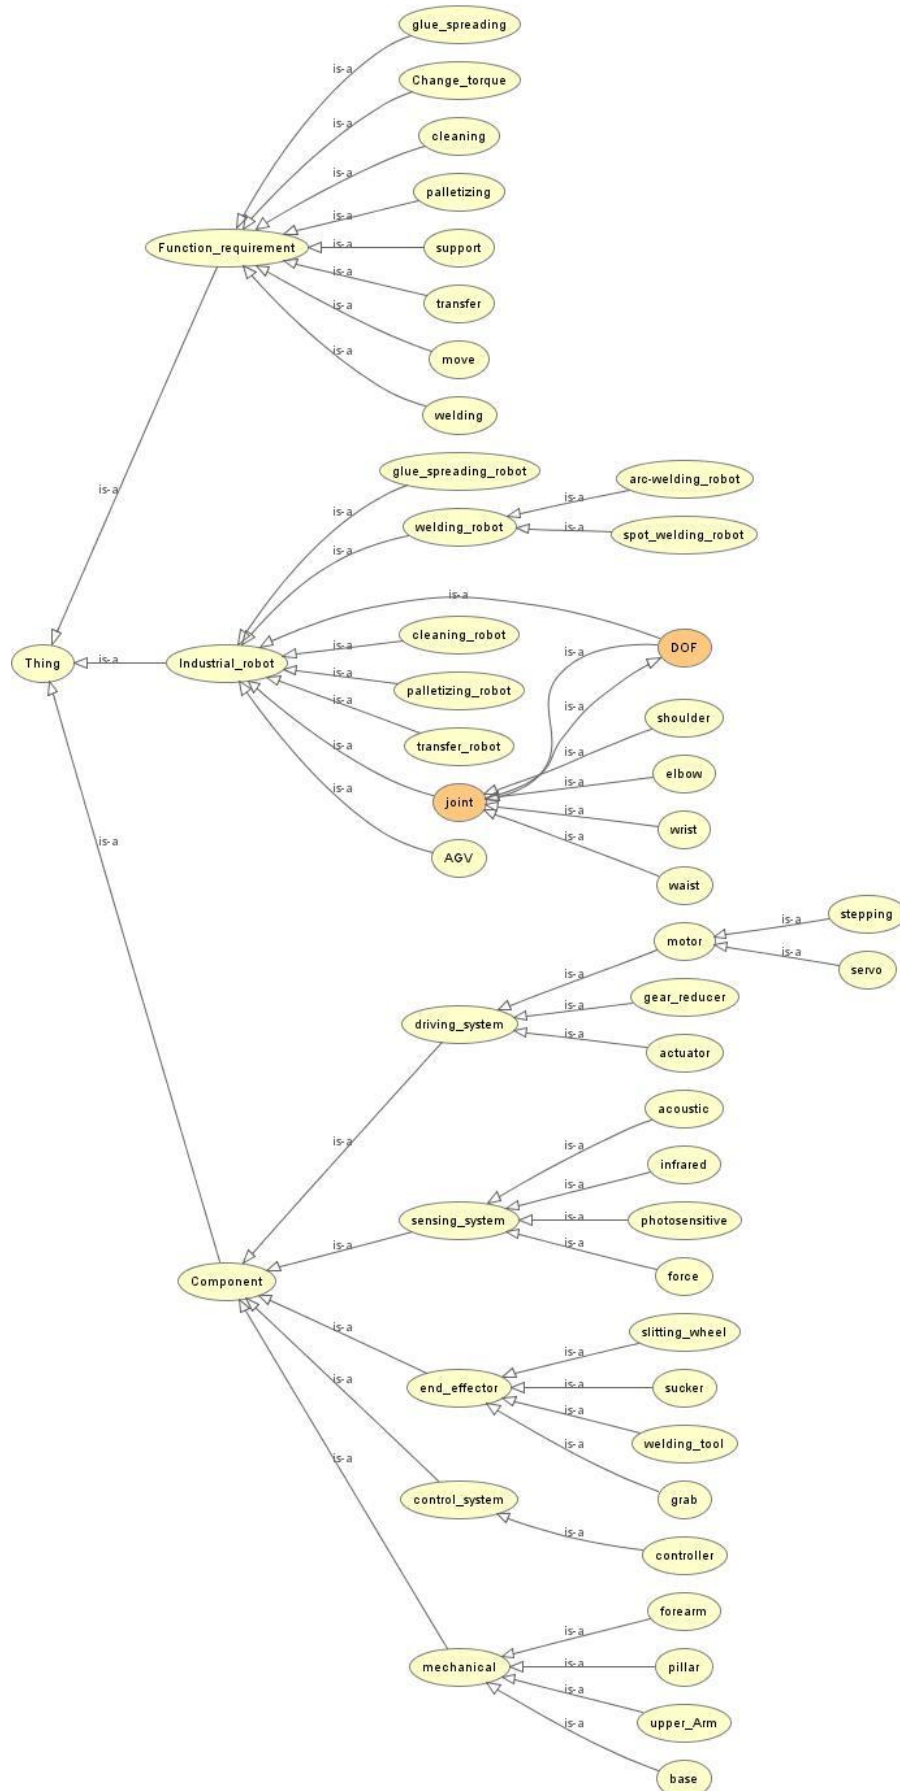 glue_spreading
is-a
Change_torque
is-a
cleaning
is-a
palletizing
is-a
Function_requirement
is-a
support
is-a
transfer
is-a
move
is-a
welding
is-a
glue_spreading_robot
is-a
arc-welding_robot
is-a
welding_robot
is-a
spot_welding_robot
is-a
is-a
is-a
cleaning_robot
is-a
DOF
Thing
is-a
Industrial_robot
palletizing_robot
is-a
is-a
shoulder
is-a
transfer_robot
is-a
is-a
elbow
is-a
joint
is-a
wrist
is-a
waist
is-a
AGV
is-a
stepping
is-a
motor
is-a
servo
is-a
gear_reducer
is-a
driving_system
is-a
actuator
is-a
acoustic
is-a
infrared
is-a
sensing_system
is-a
photosensitive
is-a
force
is-a
Component
slitting_wheel
is-a
end_effector
is-a
sucker
is-a
welding_tool
is-a
grab
is-a
control_system
is-a
controller
forearm
is-a
mechanical
is-a
pillar
is-a
upper_Arm
is-a
base